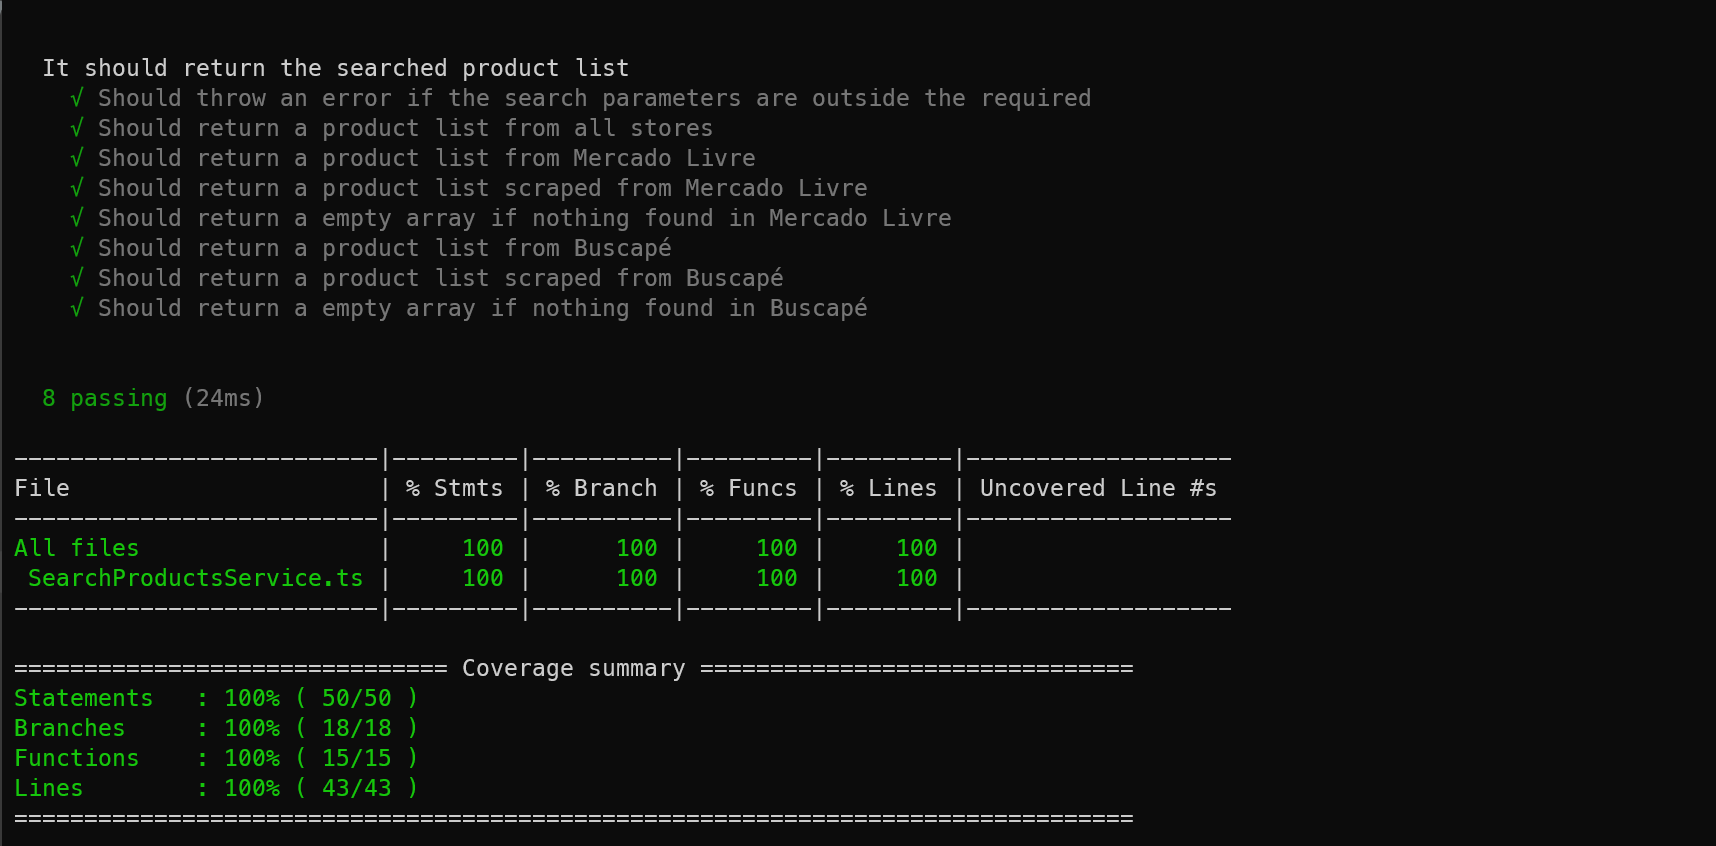 It should return the searched product list
√ Should throw an error if the search parameters are outside the required
√ Should return a product list from all stores
√ Should return a product list from Mercado Livre
√ Should return a product list scraped from Mercado Livre
√ Should return a empty array if nothing found in Mercado Livre
√ Should return a product list from Buscapé
√ Should return a product list scraped from Buscapé
√ Should return a empty array if nothing found in Buscapé
8 passing (24ms)
--------------------------|---------|----------|---------|---------|-------------------
File                      | % Stmts | % Branch | % Funcs | % Lines | Uncovered Line #s
--------------------------|---------|----------|---------|---------|-------------------
All files                 |     100 |      100 |     100 |     100 |
 SearchProductsService.ts |     100 |      100 |     100 |     100 |
--------------------------|---------|----------|---------|---------|-------------------
=============================== Coverage summary ===============================
Statements   : 100% ( 50/50 )
Branches     : 100% ( 18/18 )
Functions    : 100% ( 15/15 )
Lines        : 100% ( 43/43 )
================================================================================